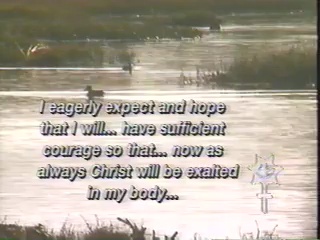 I eagerly expect and hope
that I will... have sufficient
courage so that... now as
always Christ will be exalted
in my body...